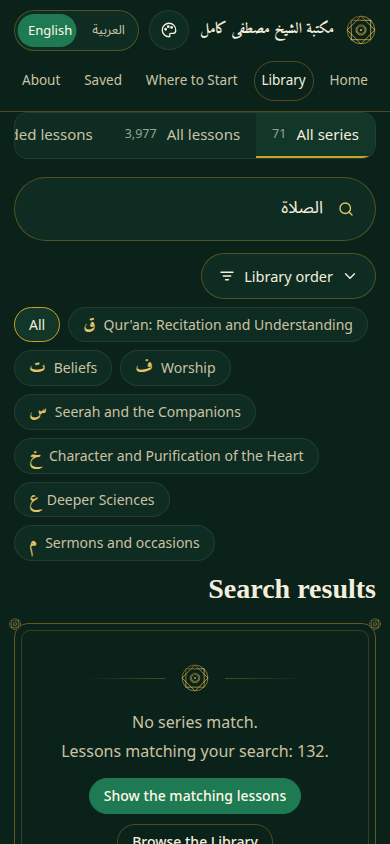 English العربية مكتبة الشيخ مصطفى كامل
About Saved Where to Start Library Home
ded lessons 3,977 All lessons 71 All series
الصلاة
Library order
All ق Qur'an: Recitation and Understanding
ت Beliefs ف Worship
س Seerah and the Companions
خ Character and Purification of the Heart
ع Deeper Sciences
م Sermons and occasions
Search results
No series match.
Lessons matching your search: 132.
Show the matching lessons
Browse the Library